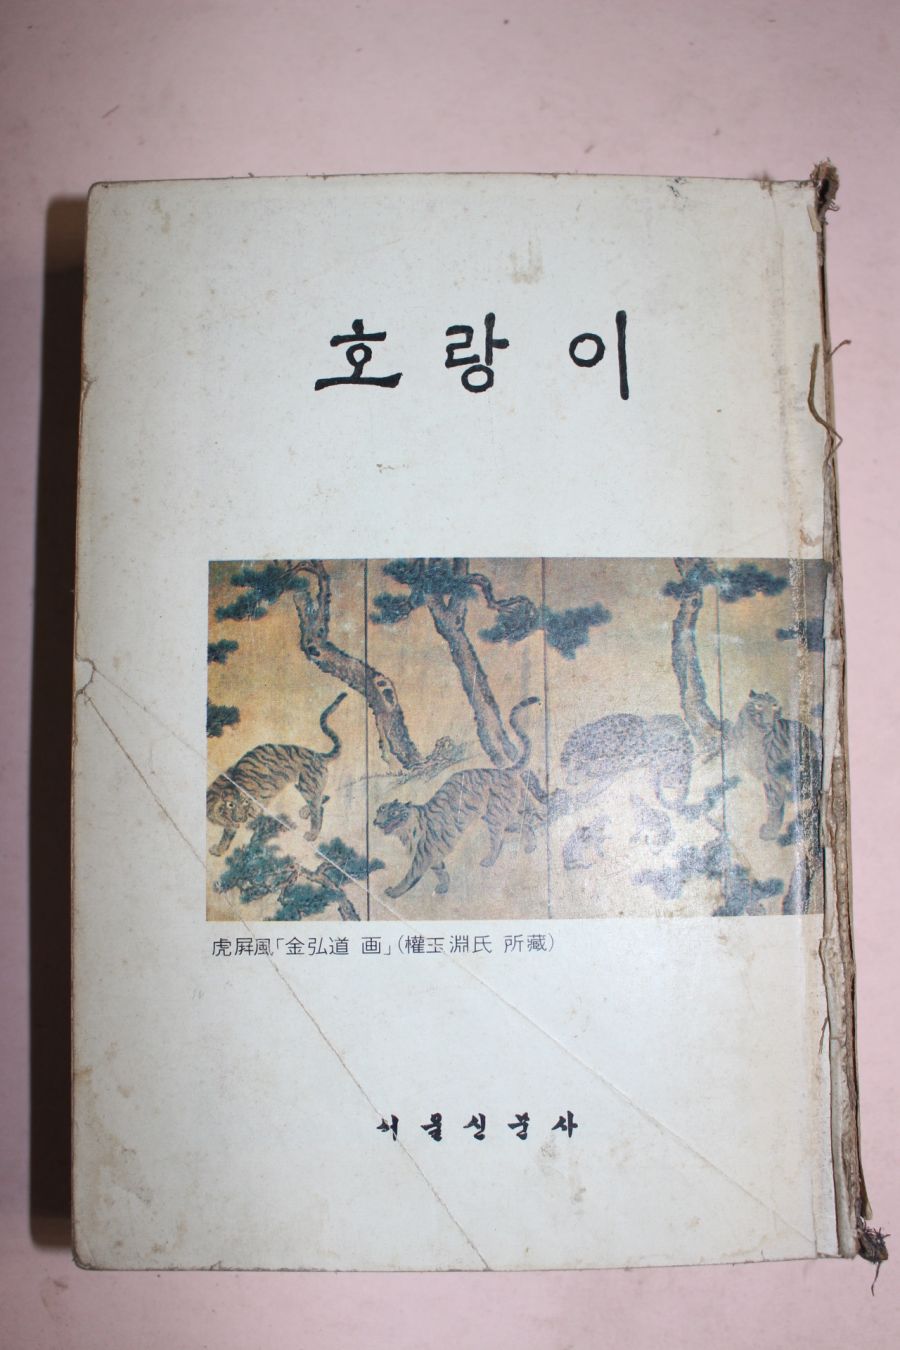 호랑이
虎屛風「金弘道 画」(權玉淵氏 所藏)
서울신문사